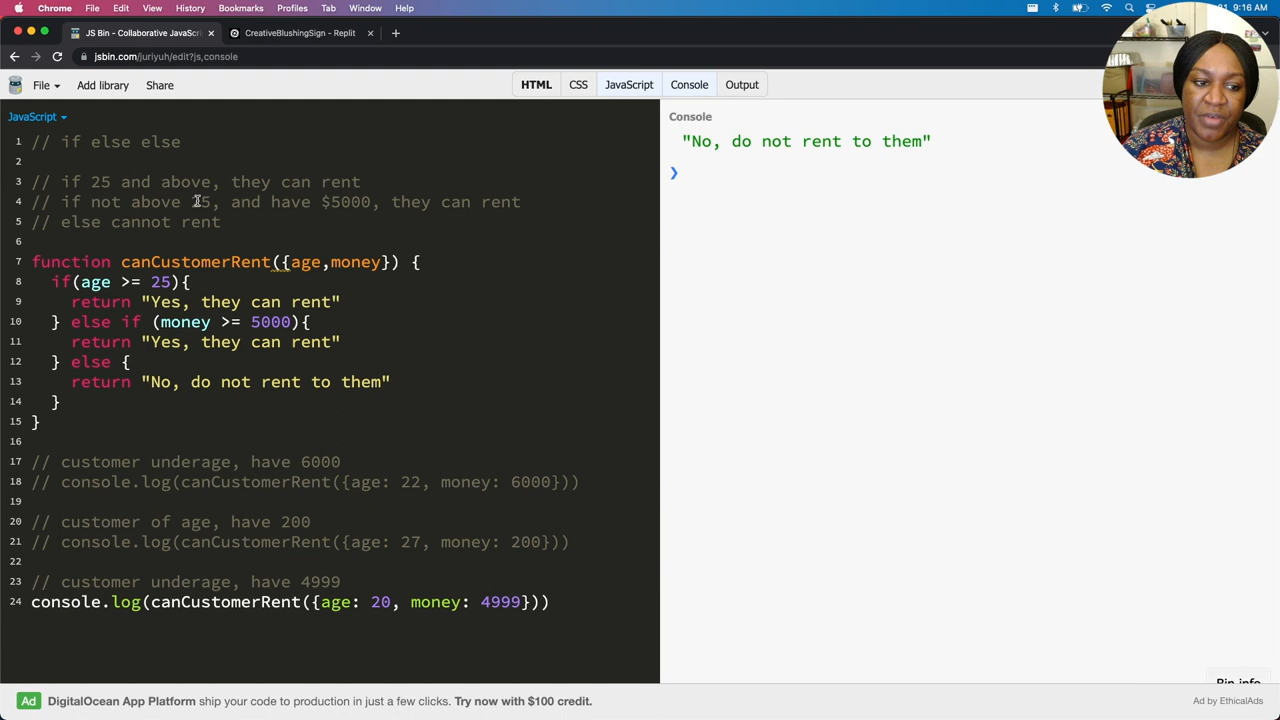 Chrome File Edit View History Bookmarks Profiles Tab Window Help 9:16 AM
JS Bin - Collaborative JavaScri CreativeBlushingSign - Replit
jsbin.com/juriyuh/edit?js,console
File Add library Share HTML CSS JavaScript Console Output
JavaScript
1 // if else else
2
3 // if 25 and above, they can rent
4 // if not above 25, and have $5000, they can rent
5 // else cannot rent
6
7 function canCustomerRent({age,money}) {
8 if(age >= 25){
9 return "Yes, they can rent"
10 } else if (money >= 5000){
11 return "Yes, they can rent"
12 } else {
13 return "No, do not rent to them"
14 }
15 }
16
17 // customer underage, have 6000
18 // console.log(canCustomerRent({age: 22, money: 6000}))
19
20 // customer of age, have 200
21 // console.log(canCustomerRent({age: 27, money: 200}))
22
23 // customer underage, have 4999
24 console.log(canCustomerRent({age: 20, money: 4999}))
Console
"No, do not rent to them"
Bin info
Ad DigitalOcean App Platform ship your code to production in just a few clicks. Try now with $100 credit. Ad by EthicalAds